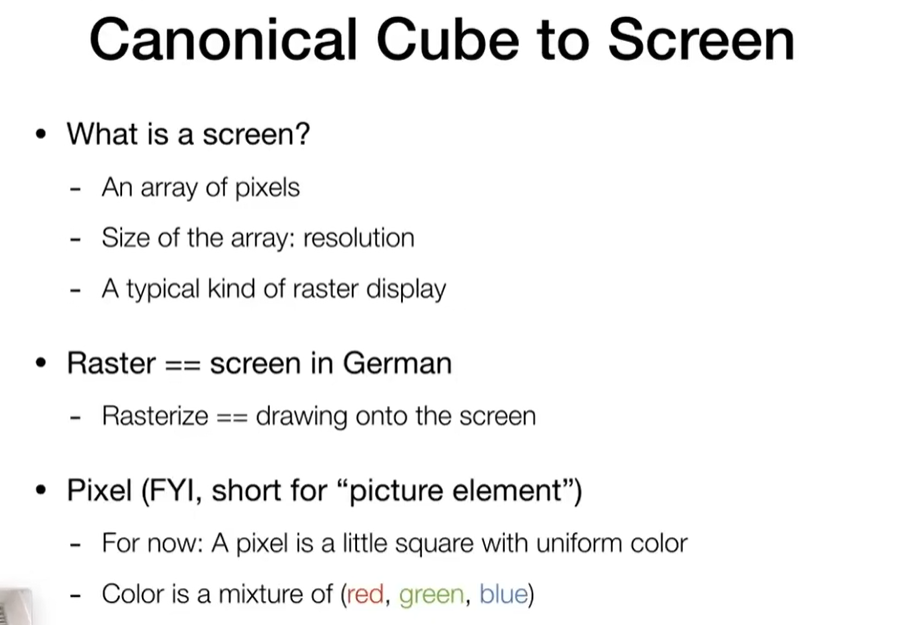 Canonical Cube to Screen
• What is a screen?
- An array of pixels
- Size of the array: resolution
- A typical kind of raster display
• Raster == screen in German
- Rasterize == drawing onto the screen
• Pixel (FYI, short for “picture element”)
- For now: A pixel is a little square with uniform color
- Color is a mixture of (red, green, blue)